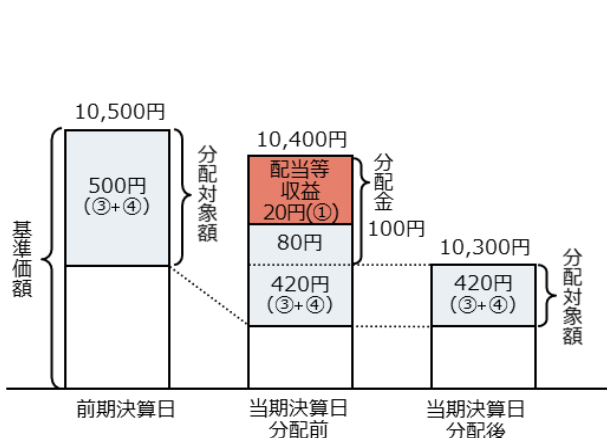 10,500円
500円
(③+④)
分配対象額
基準価額
10,400円
配当等
収益
20円(①)
80円
420円
(③+④)
分配金
100円
10,300円
420円
(③+④)
分配対象額
前期決算日
当期決算日
分配前
当期決算日
分配後